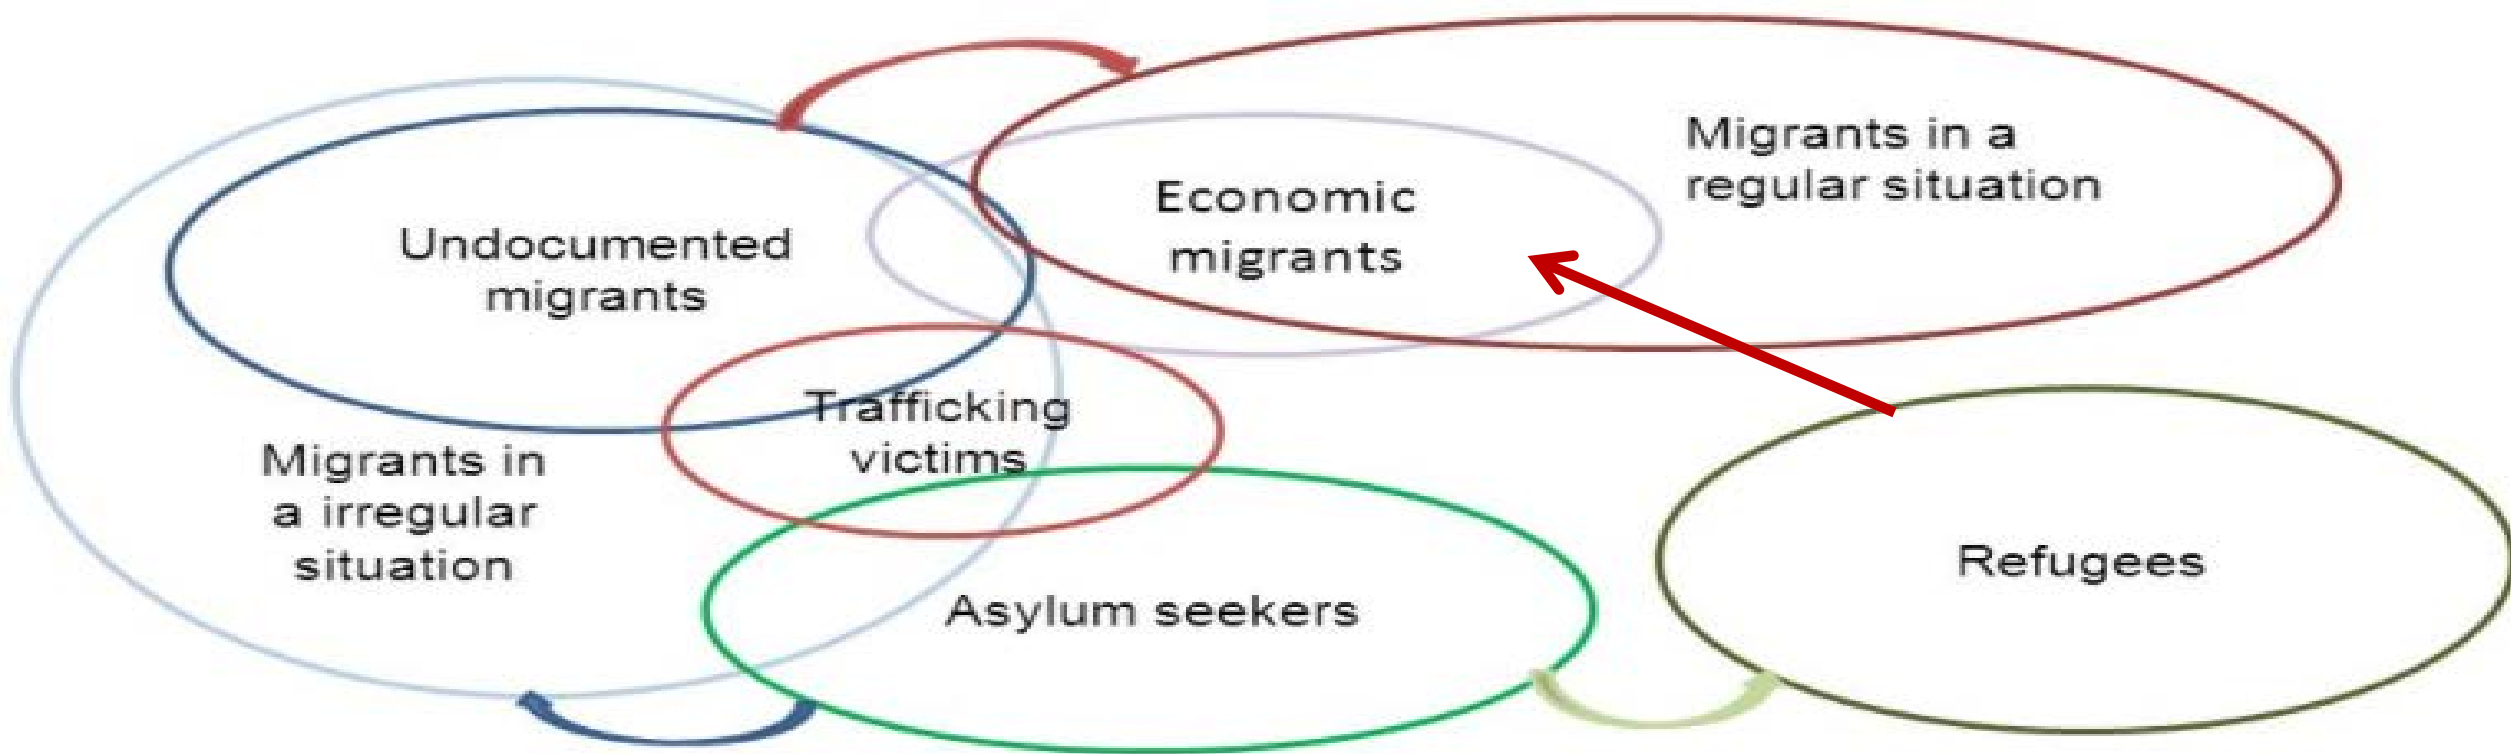 Migrants in a
regular situation
Economic
migrants
Undocumented
migrants
Trafficking
victims
Migrants in
a irregular
situation
Asylum seekers
Refugees